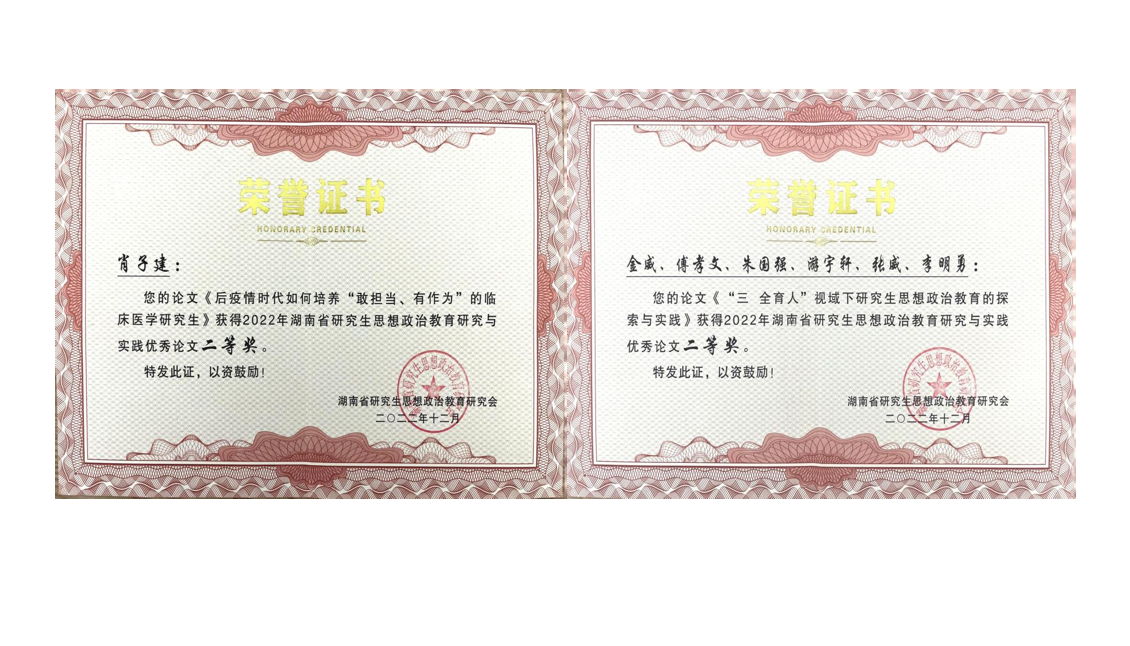 荣誉证书
HONORARY CREDENTIAL
肖子建：
您的论文《后疫情时代如何培养“敢担当、有作为”的临
床医学研究生》获得2022年湖南省研究生思想政治教育研究与
实践优秀论文二等奖。
特发此证，以资鼓励！
湖南省研究生思想政治教育研究会
二〇二二年十二月
荣誉证书
HONORARY CREDENTIAL
金威、傅孝文、朱国强、游宇轩、张威、李明勇：
您的论文《“三 全育人”视域下研究生思想政治教育的探
索与实践》获得2022年湖南省研究生思想政治教育研究与实践
优秀论文二等奖。
特发此证，以资鼓励！
湖南省研究生思想政治教育研究会
二〇二二年十二月